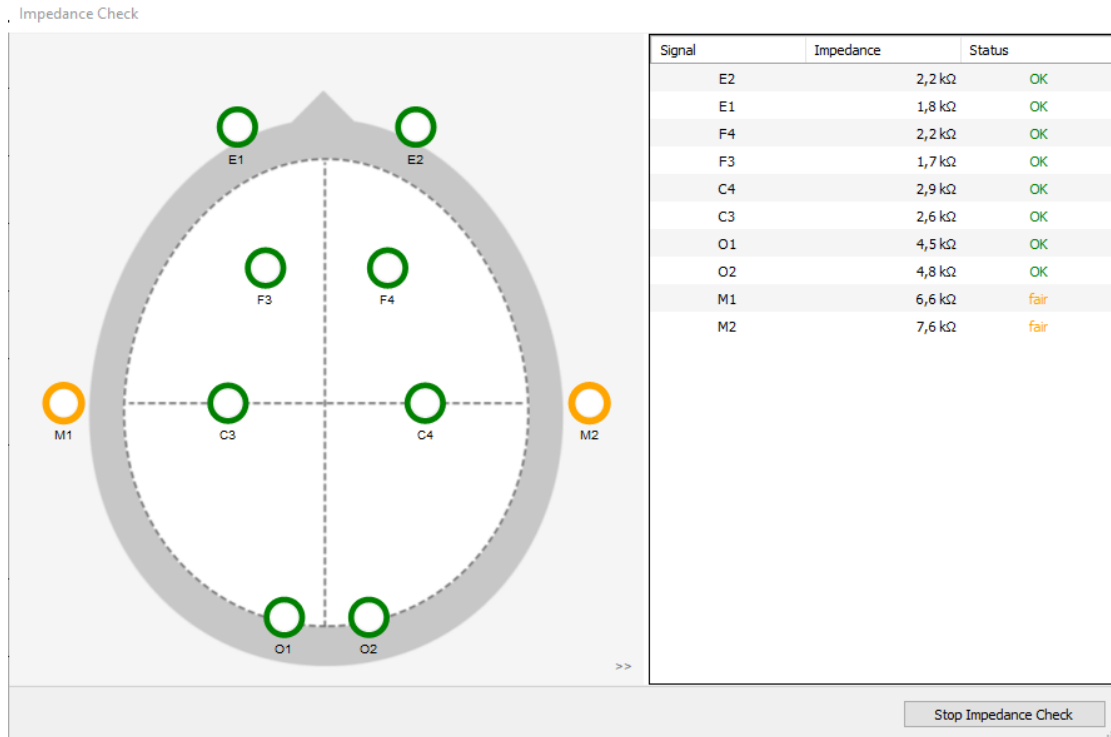 Impedance Check
E1 E2
F3 F4
M1 C3 C4 M2
O1 O2
>>
Signal Impedance Status
E2 2,2 kΩ OK
E1 1,8 kΩ OK
F4 2,2 kΩ OK
F3 1,7 kΩ OK
C4 2,9 kΩ OK
C3 2,6 kΩ OK
O1 4,5 kΩ OK
O2 4,8 kΩ OK
M1 6,6 kΩ fair
M2 7,6 kΩ fair
Stop Impedance Check